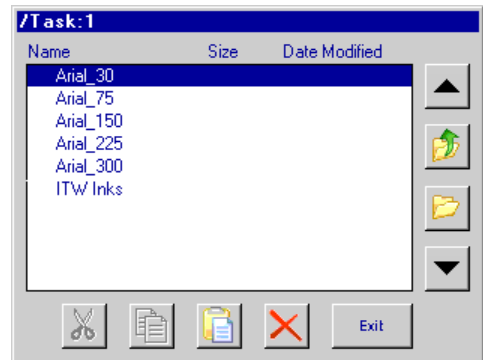 /Task:1
Name Size Date Modified
Arial_30
Arial_75
Arial_150
Arial_225
Arial_300
ITW Inks
Exit